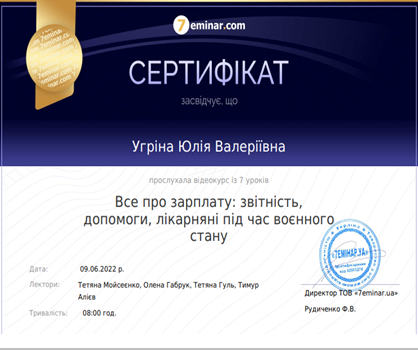 7eminar.com
СЕРТИФІКАТ
засвідчує, що
Угріна Юлія Валеріївна
прослухала відеокурс із 7 уроків
Все про зарплату: звітність,
допомоги, лікарняні під час воєнного
стану
Дата: 09.06.2022 р.
Лектори: Тетяна Мойсеєнко, Олена Габрук, Тетяна Гуль, Тимур
Алієв
Тривалість: 08:00 год.
7ЕМІНАР.UA
Директор ТОВ «7eminar.ua»
Рудиченко Ф.В.